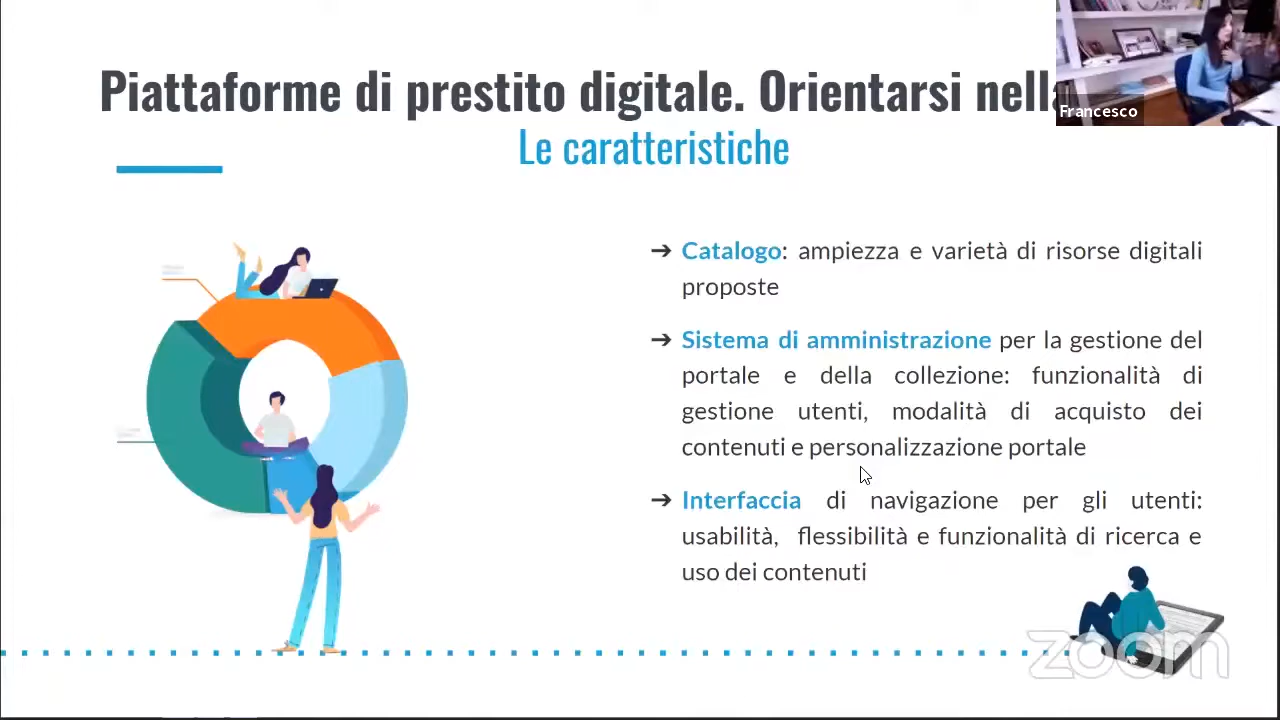 Piattaforme di prestito digitale. Orientarsi nella
Francesco
Le caratteristiche
➔ Catalogo: ampiezza e varietà di risorse digitali
proposte
➔ Sistema di amministrazione per la gestione del
portale e della collezione: funzionalità di
gestione utenti, modalità di acquisto dei
contenuti e personalizzazione portale
➔ Interfaccia di navigazione per gli utenti:
usabilità, flessibilità e funzionalità di ricerca e
uso dei contenuti
zoom